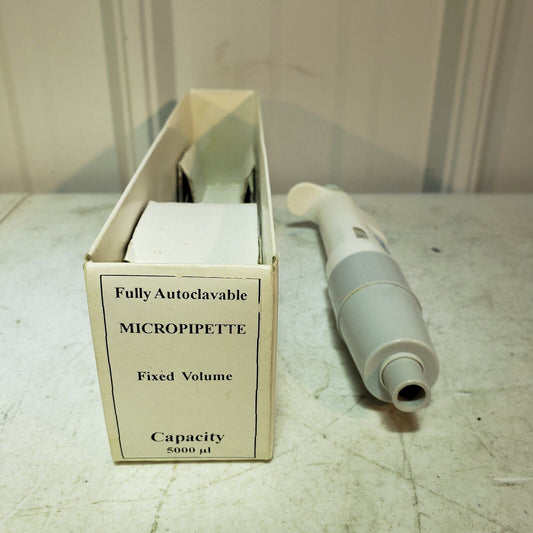 Fully Autoclavable
MICROPIPETTE
Fixed Volume
Capacity
5000 µl